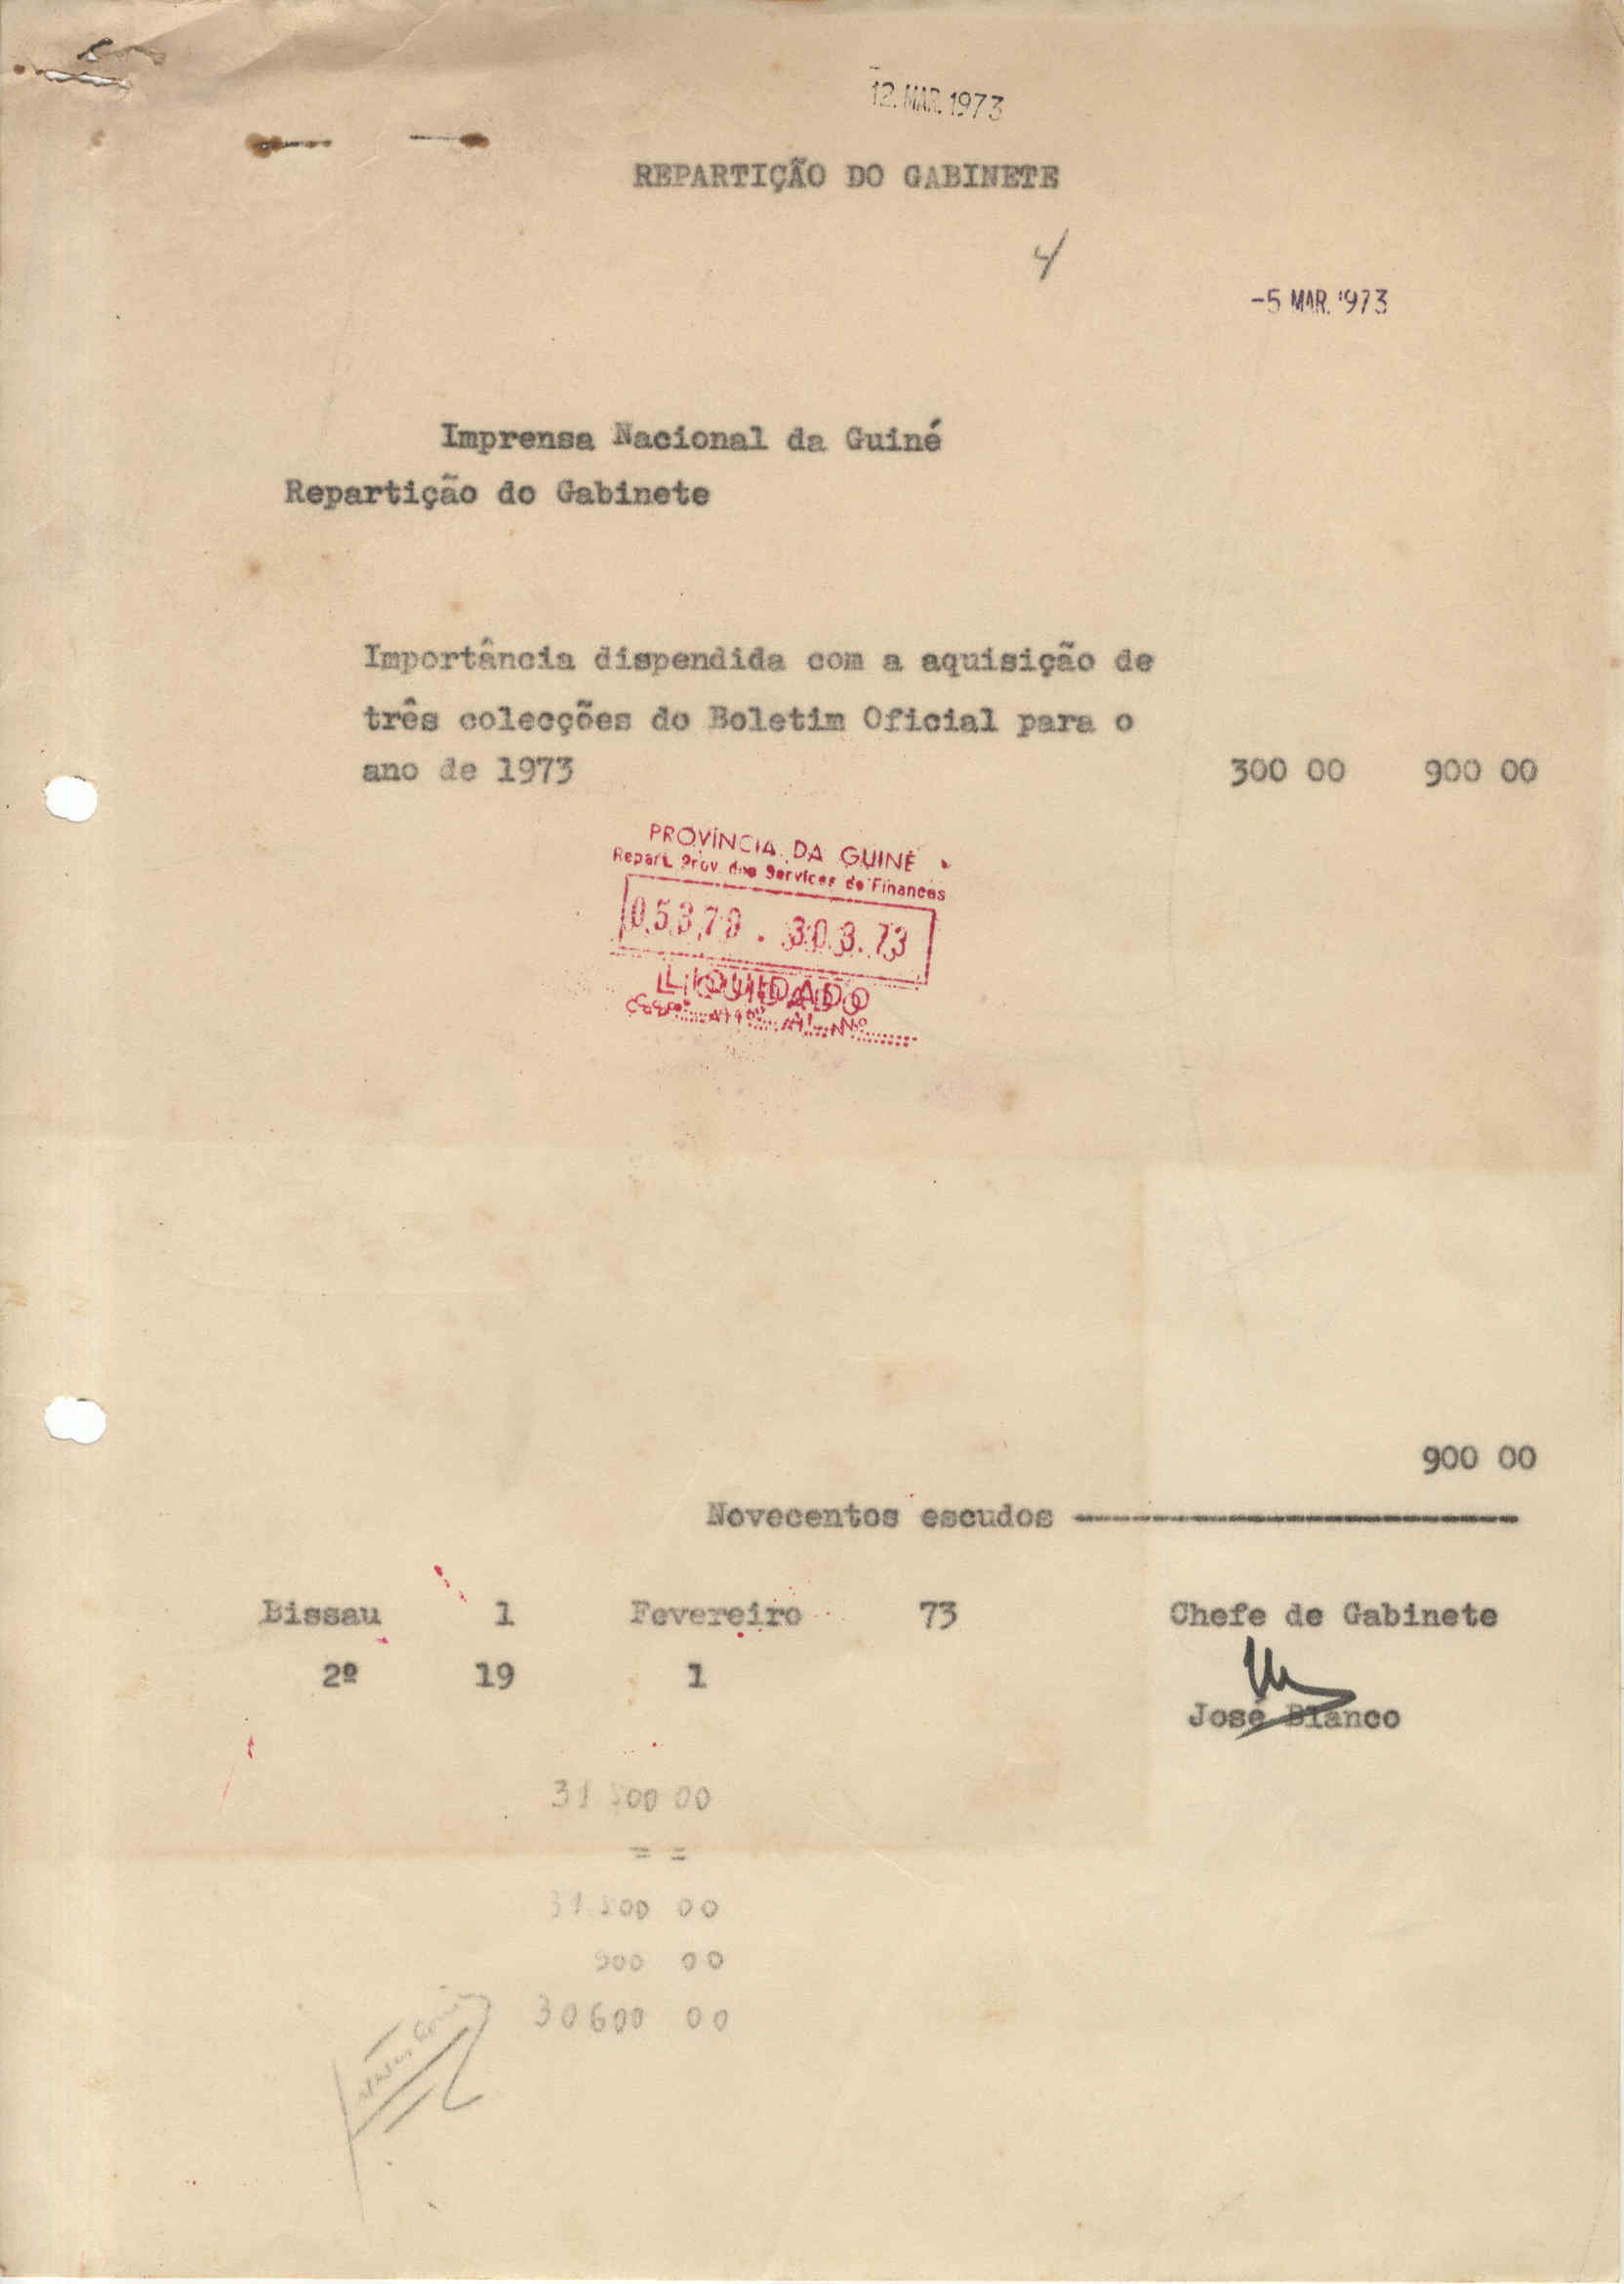 12. MAR. 1973
REPARTIÇÃO DO GABINETE
4
-5 MAR. 1973
Imprensa Nacional da Guiné
Repartição do Gabinete
Importância dispendida com a aquisição de
três colecções do Boletim Oficial para o
ano de 1973 300 00 900 00
PROVÍNCIA DA GUINÉ
Repart. Prov. dos Serviços de Finanças
05379 . 30.3.73
LIQUIDADO
900 00
Novecentos escudos
Bissau 1 Fevereiro 73 Chefe de Gabinete
2º 19 1
José Blanco
31 500 00
= =
31 500 00
900 00
30600 00